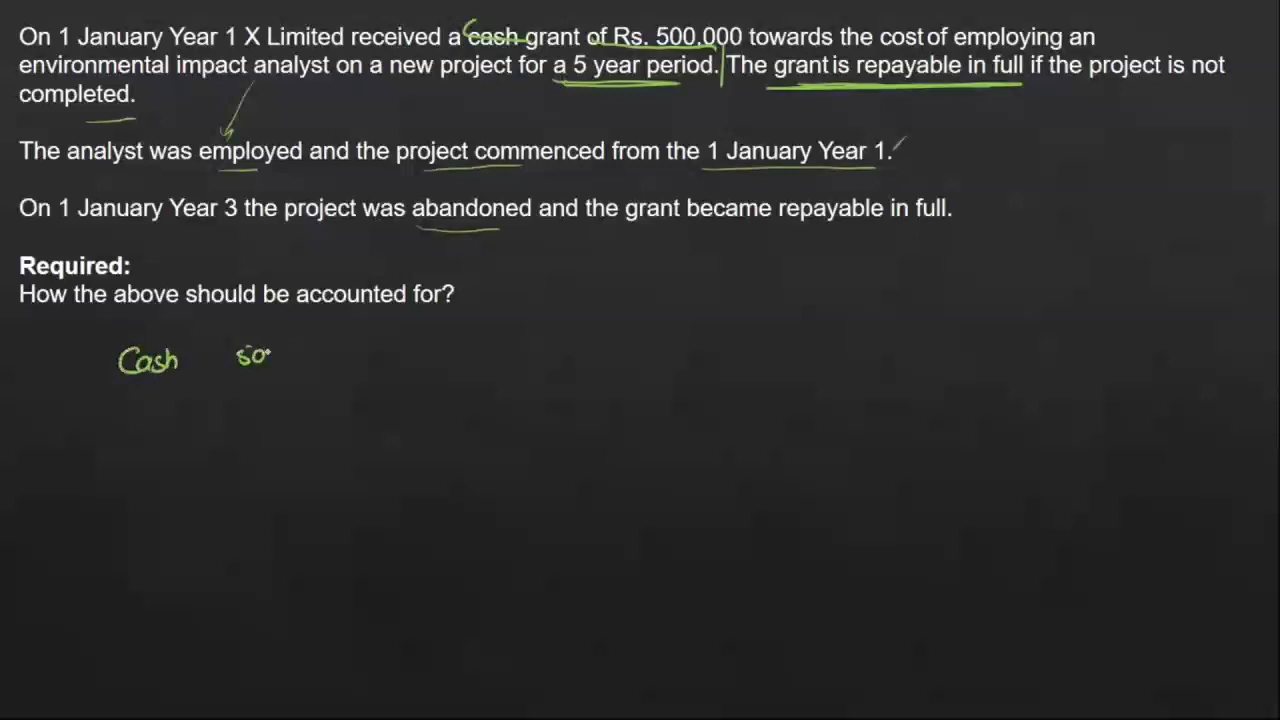 On 1 January Year 1 X Limited received a cash grant of Rs. 500,000 towards the cost of employing an
environmental impact analyst on a new project for a 5 year period. The grant is repayable in full if the project is not
completed.
The analyst was employed and the project commenced from the 1 January Year 1.
On 1 January Year 3 the project was abandoned and the grant became repayable in full.
Required:
How the above should be accounted for?
Cash 50